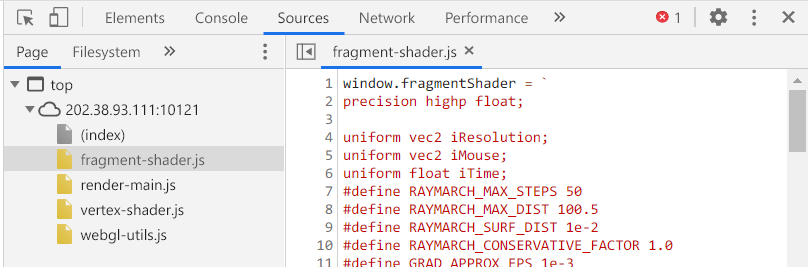 Elements Console Sources Network Performance » 1
Page Filesystem »
fragment-shader.js ×
top
202.38.93.111:10121
(index)
fragment-shader.js
render-main.js
vertex-shader.js
webgl-utils.js
1 window.fragmentShader = `
2 precision highp float;
3
4 uniform vec2 iResolution;
5 uniform vec2 iMouse;
6 uniform float iTime;
7 #define RAYMARCH_MAX_STEPS 50
8 #define RAYMARCH_MAX_DIST 100.5
9 #define RAYMARCH_SURF_DIST 1e-2
10 #define RAYMARCH_CONSERVATIVE_FACTOR 1.0
11 #define GRAD_APPROX_EPS 1e-3